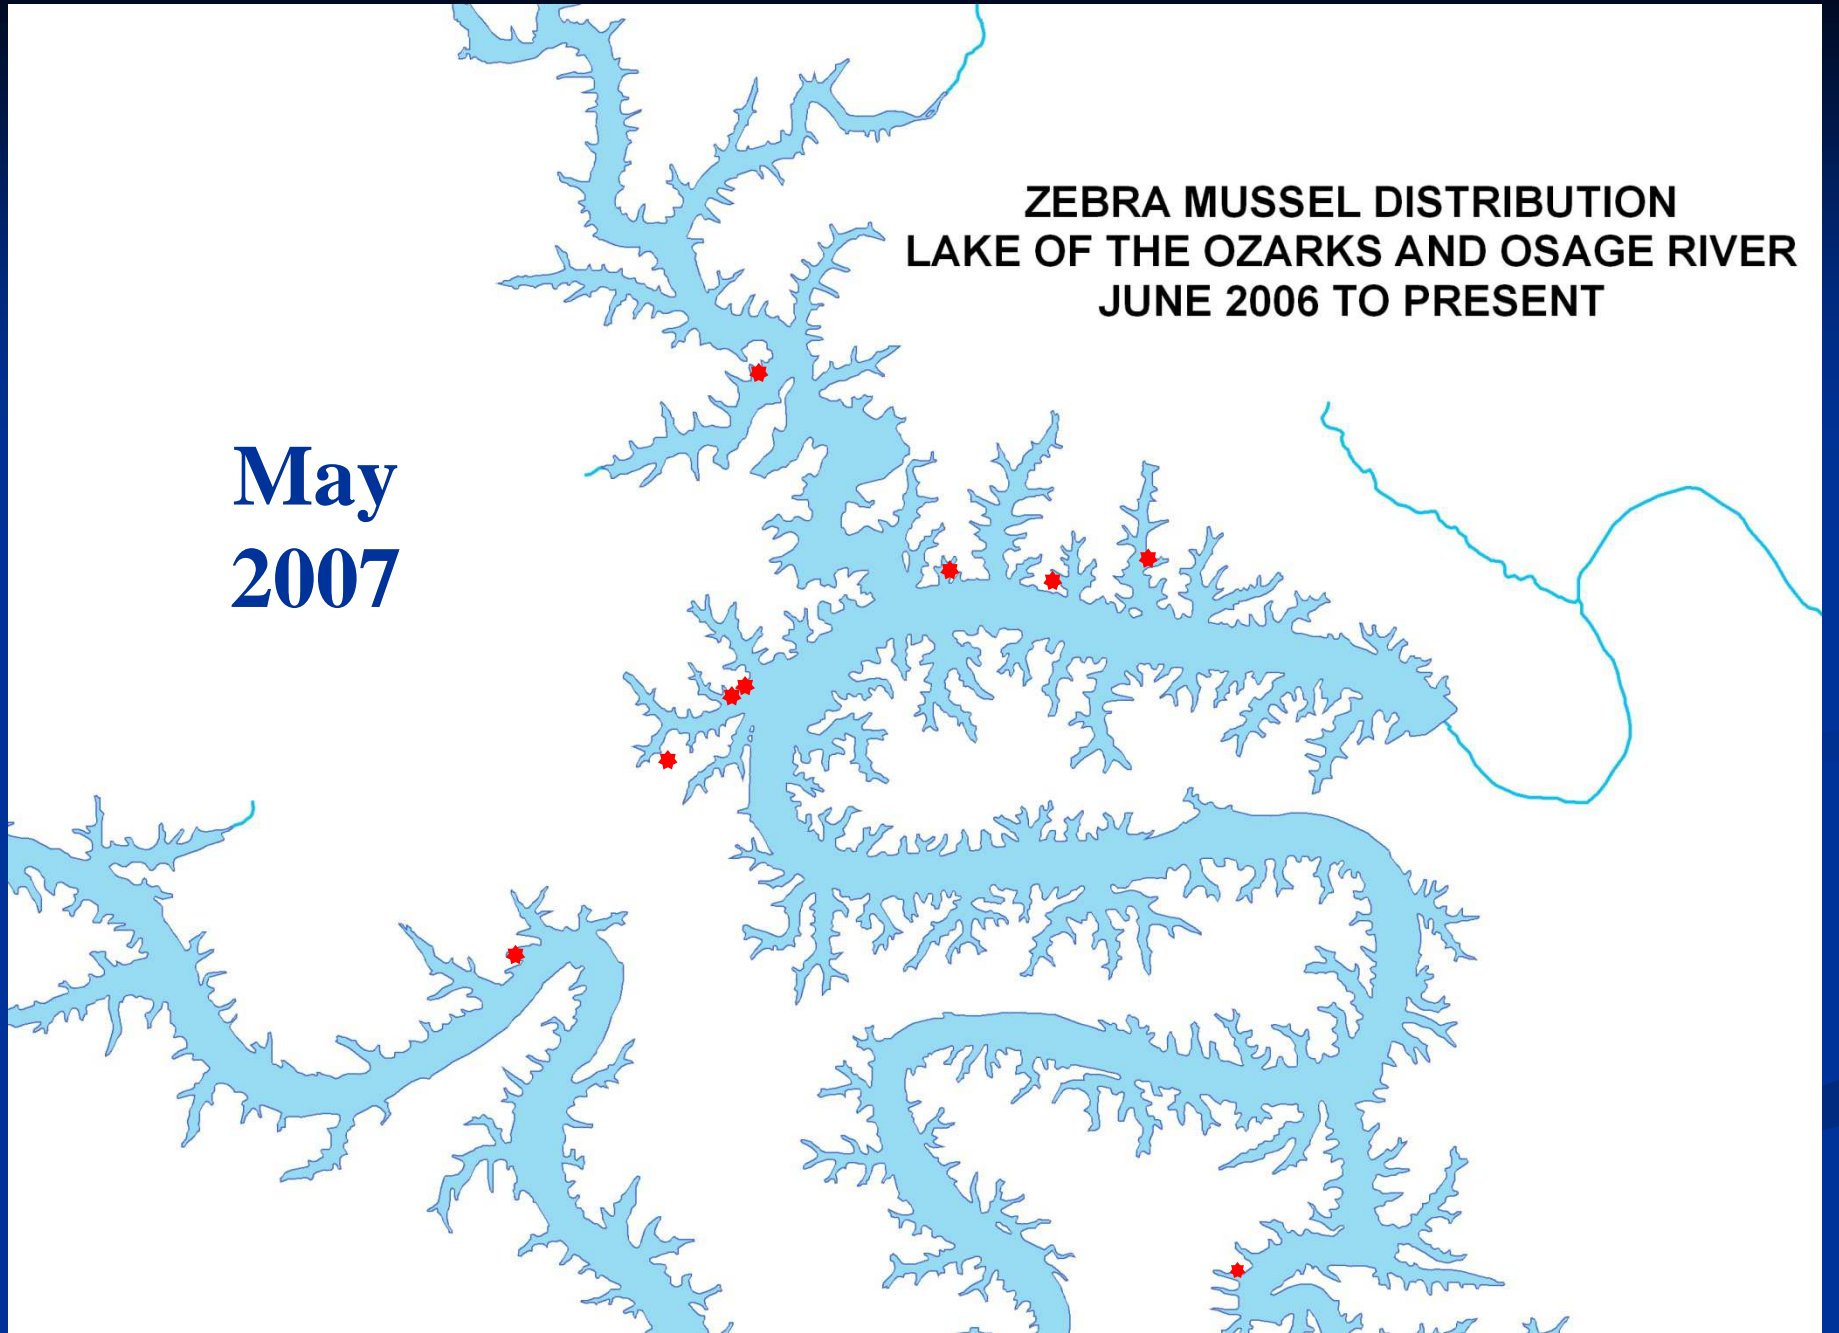 ZEBRA MUSSEL DISTRIBUTION
LAKE OF THE OZARKS AND OSAGE RIVER
JUNE 2006 TO PRESENT
May
2007